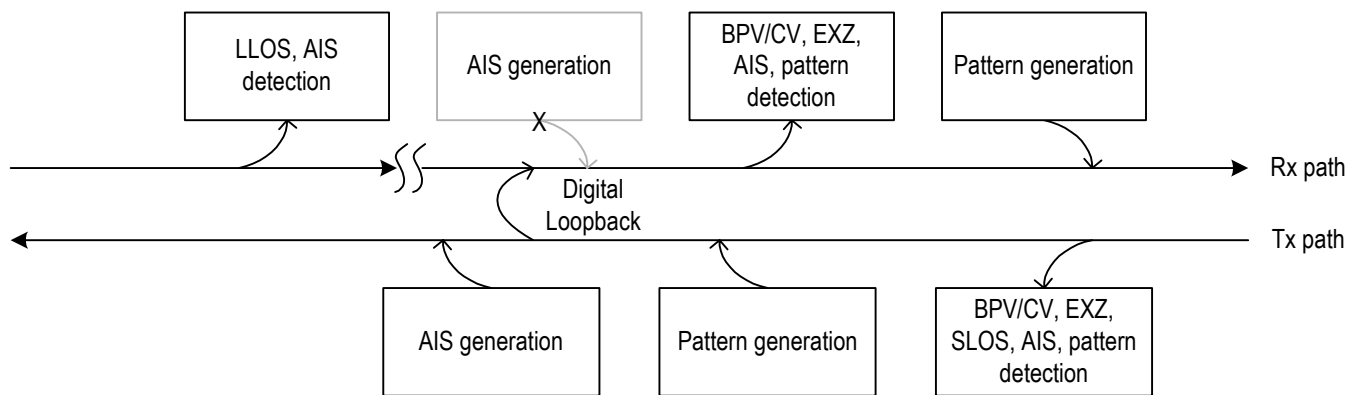 LLOS, AIS
detection
AIS generation
BPV/CV, EXZ,
AIS, pattern
detection
Pattern generation
X
Rx path
Digital
Loopback
Tx path
AIS generation
Pattern generation
BPV/CV, EXZ,
SLOS, AIS, pattern
detection